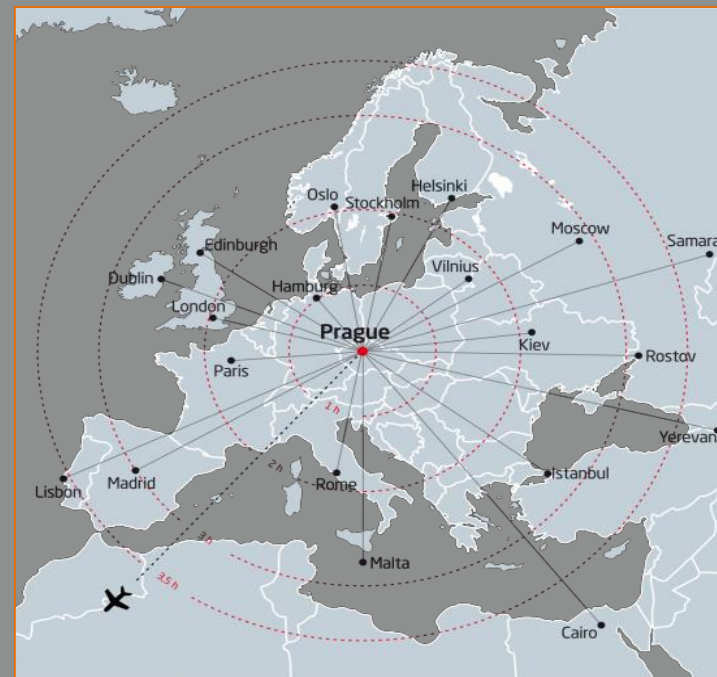 Helsinki
Oslo
Stockholm
Moscow
Edinburgh
Samara
Vilnius
Dublin
Hamburg
London
Prague
Kiev
Rostov
Paris
1 h
Yerevan
2 h
Istanbul
Rome
Madrid
Lisbon
3 h
Malta
3,5 h
Cairo